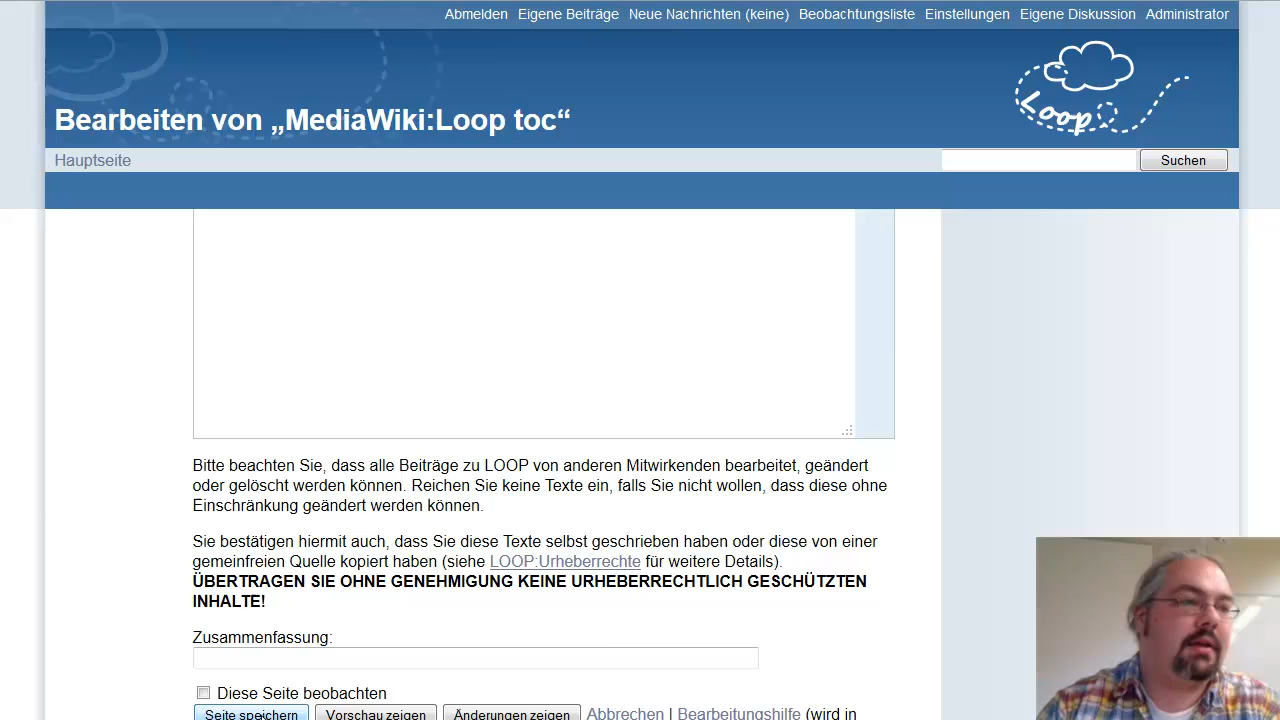 Abmelden Eigene Beiträge Neue Nachrichten (keine) Beobachtungsliste Einstellungen Eigene Diskussion Administrator
Loop
Bearbeiten von „MediaWiki:Loop toc“
Hauptseite
Suchen
Bitte beachten Sie, dass alle Beiträge zu LOOP von anderen Mitwirkenden bearbeitet, geändert
oder gelöscht werden können. Reichen Sie keine Texte ein, falls Sie nicht wollen, dass diese ohne
Einschränkung geändert werden können.
Sie bestätigen hiermit auch, dass Sie diese Texte selbst geschrieben haben oder diese von einer
gemeinfreien Quelle kopiert haben (siehe LOOP:Urheberrechte für weitere Details).
ÜBERTRAGEN SIE OHNE GENEHMIGUNG KEINE URHEBERRECHTLICH GESCHÜTZTEN
INHALTE!
Zusammenfassung:
Diese Seite beobachten
Seite speichern Vorschau zeigen Änderungen zeigen Abbrechen | Bearbeitungshilfe (wird in